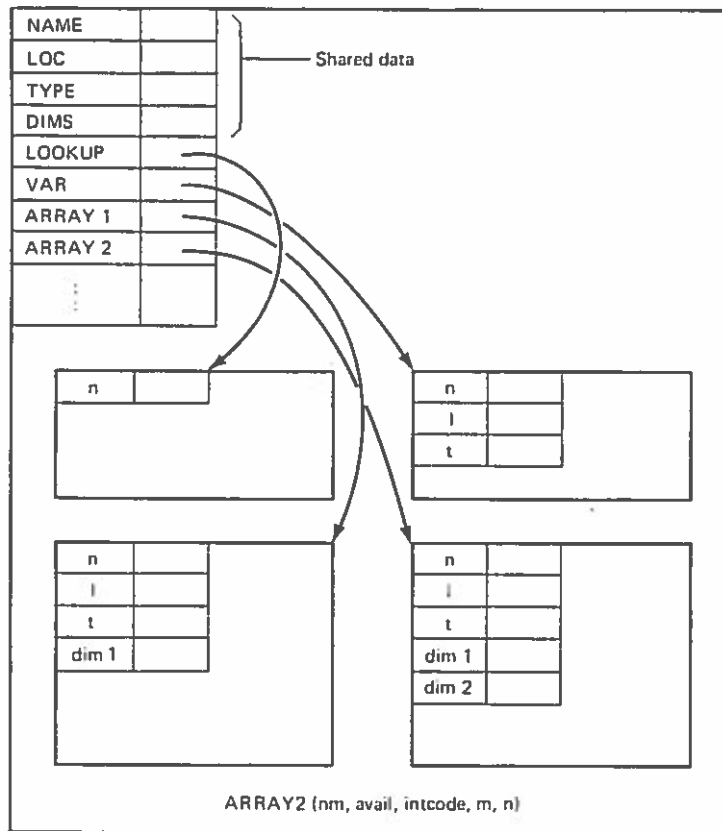 NAME
LOC
TYPE
DIMS
Shared data
LOOKUP
VAR
ARRAY 1
ARRAY 2
n
n
l
t
n
l
t
dim 1
n
l
t
dim 1
dim 2
ARRAY2 (nm, avail, intcode, m, n)